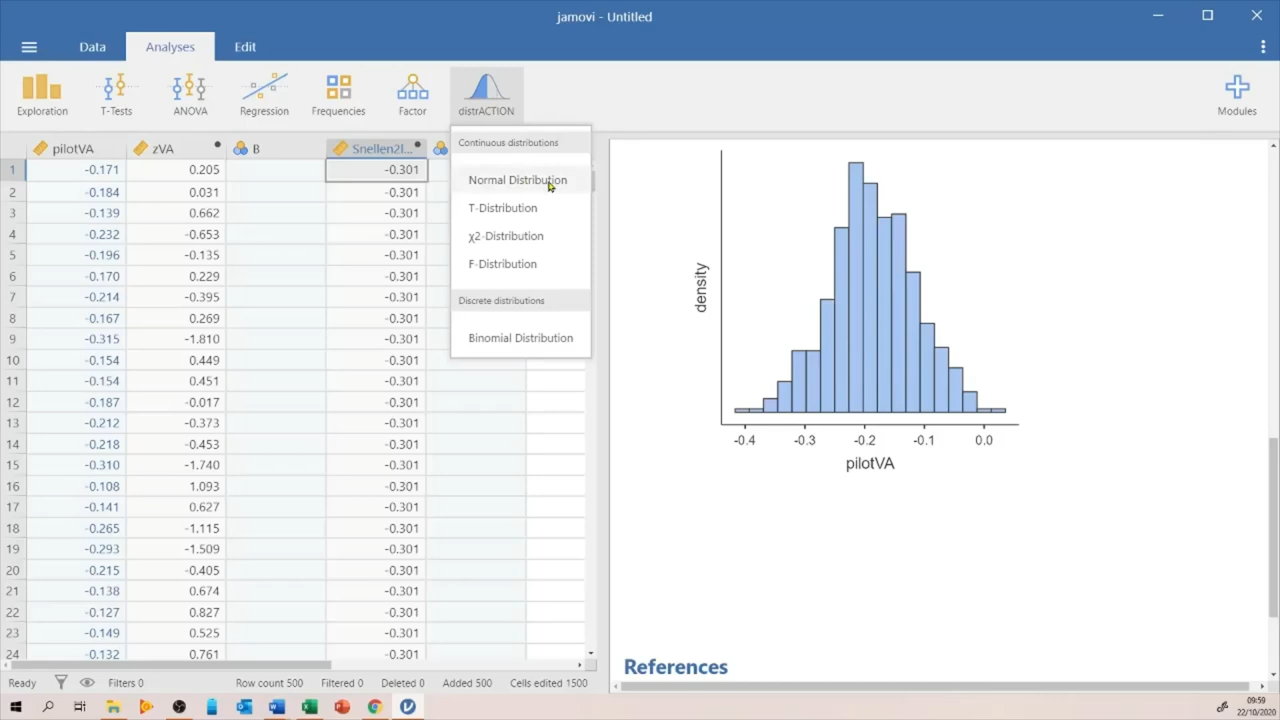 jamovi - Untitled
Data Analyses Edit
Exploration T-Tests ANOVA Regression Frequencies Factor distrACTION Modules
Continuous distributions
Normal Distribution
T-Distribution
χ2-Distribution
F-Distribution
Discrete distributions
Binomial Distribution
pilotVA zVA B Snellen2l...
1 -0.171 0.205 -0.301
2 -0.184 0.031 -0.301
3 -0.139 0.662 -0.301
4 -0.232 -0.653 -0.301
5 -0.196 -0.135 -0.301
6 -0.170 0.229 -0.301
7 -0.214 -0.395 -0.301
8 -0.167 0.269 -0.301
9 -0.315 -1.810 -0.301
10 -0.154 0.449 -0.301
11 -0.154 0.451 -0.301
12 -0.187 -0.017 -0.301
13 -0.212 -0.373 -0.301
14 -0.218 -0.453 -0.301
15 -0.310 -1.740 -0.301
16 -0.108 1.093 -0.301
17 -0.141 0.627 -0.301
18 -0.265 -1.115 -0.301
19 -0.293 -1.509 -0.301
20 -0.215 -0.405 -0.301
21 -0.138 0.674 -0.301
22 -0.127 0.827 -0.301
23 -0.149 0.525 -0.301
24 -0.132 0.761 -0.301
density
-0.4 -0.3 -0.2 -0.1 0.0
pilotVA
References
Ready Filters 0 Row count 500 Filtered 0 Deleted 0 Added 500 Cells edited 1500
09:59
22/10/2020